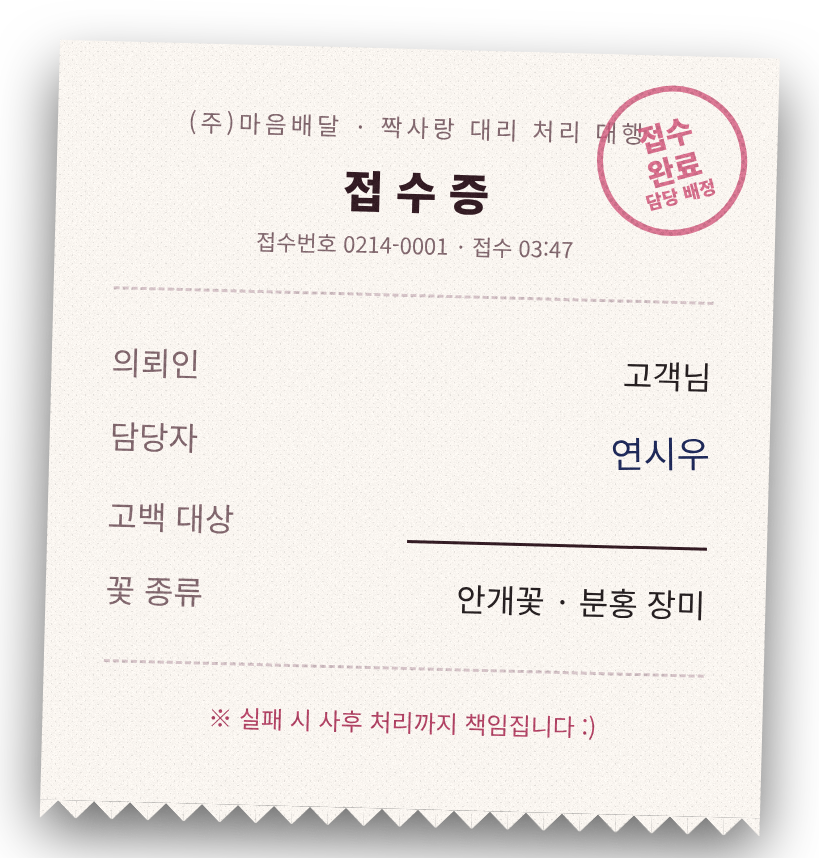 (주)마음배달 · 짝사랑 대리 처리 대행
접수
완료
담당 배정
접수증
접수번호 0214-0001 · 접수 03:47
의뢰인 고객님
담당자 연시우
고백 대상
꽃 종류 안개꽃 · 분홍 장미
※ 실패 시 사후 처리까지 책임집니다 :)